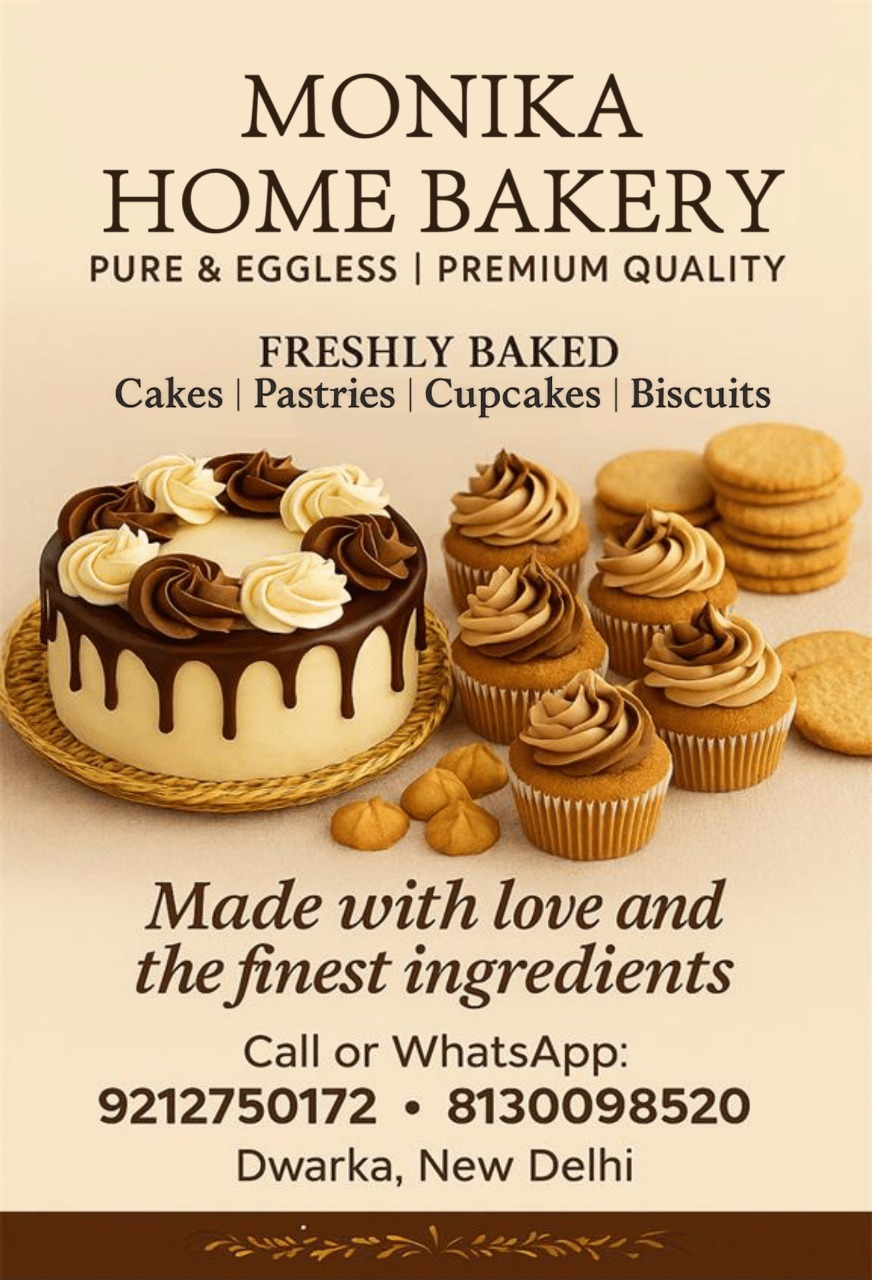 MONIKA
HOME BAKERY
PURE & EGGLESS | PREMIUM QUALITY
FRESHLY BAKED
Cakes | Pastries | Cupcakes | Biscuits
Made with love and
the finest ingredients
Call or WhatsApp:
9212750172 • 8130098520
Dwarka, New Delhi